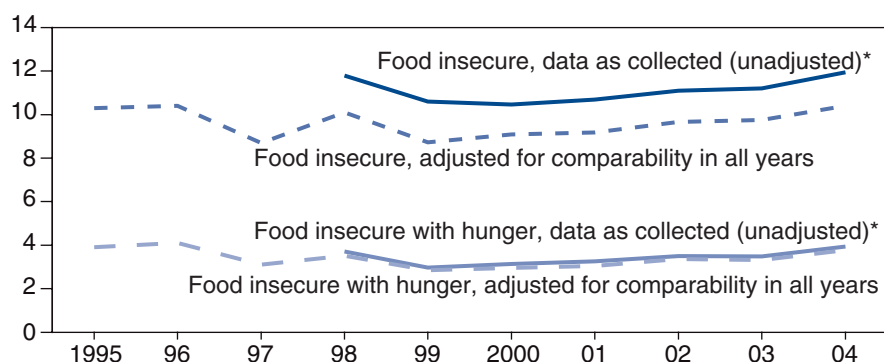 14
12
10
8
6
4
2
0
Food insecure, data as collected (unadjusted)*
Food insecure, adjusted for comparability in all years
Food insecure with hunger, data as collected (unadjusted)*
Food insecure with hunger, adjusted for comparability in all years
1995 96 97 98 99 2000 01 02 03 04